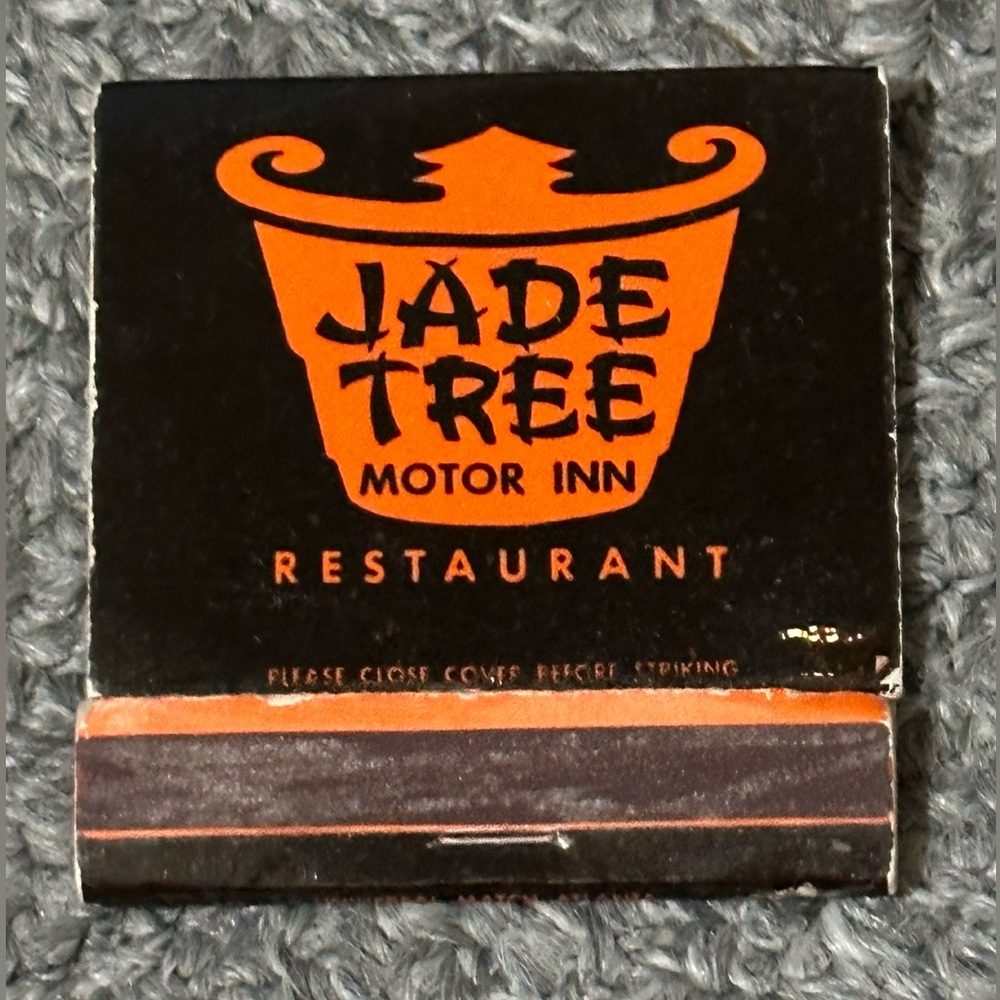 JADE
TREE
MOTOR INN
RESTAURANT
PLEASE CLOSE COVER BEFORE STRIKING